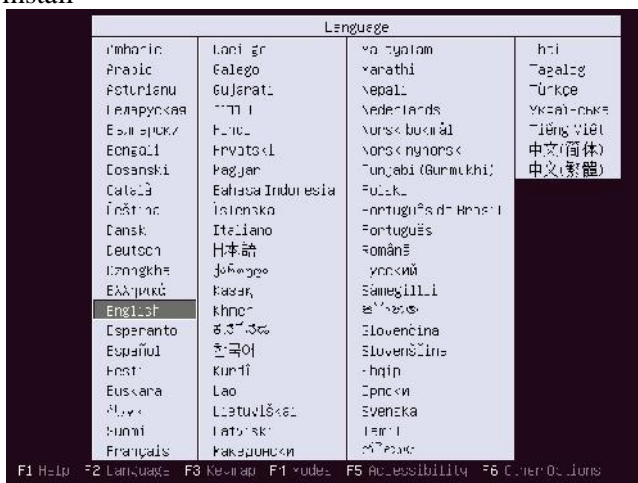 install
Language
Amharic
Arabic
Asturianu
Беларуская
Български
Bengali
Bosanski
Català
Čeština
Dansk
Deutsch
Dzongkha
Ελληνικά
English
Esperanto
Español
Eesti
Euskara
Suomi
Français
Gaeilge
Galego
Gujarati
Hindi
Hrvatski
Magyar
Bahasa Indonesia
Íslenska
Italiano
日本語
ქართული
Қазақ
Khmer
ಕನ್ನಡ
한국어
Kurdî
Lao
Lietuviškai
Latviski
Македонски
Malayalam
Marathi
Nepali
Nederlands
Norsk bokmål
Norsk nynorsk
Punjabi (Gurmukhi)
Polski
Português do Brasil
Português
Română
Русский
Sámegillii
Slovenčina
Slovenščina
Shqip
Српски
Svenska
Tamil
Thai
Tagalog
Türkçe
Українська
Tiếng Việt
中文(简体)
中文(繁體)
F1 Help F2 Language F3 Keymap F4 Modes F5 Accessibility F6 Other Options